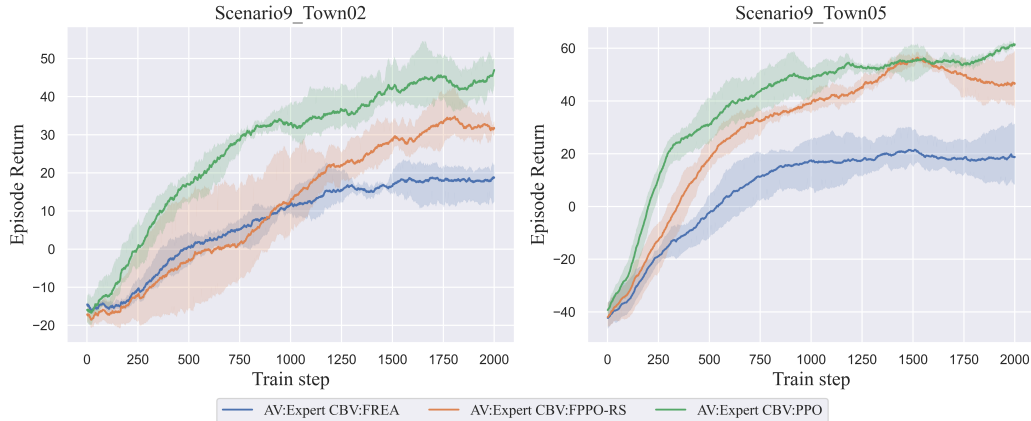 Scenario9_Town02
Episode Return
50
40
30
20
10
0
−10
−20
0 250 500 750 1000 1250 1500 1750 2000
Train step
Scenario9_Town05
Episode Return
60
40
20
0
−20
−40
0 250 500 750 1000 1250 1500 1750 2000
Train step
AV:Expert CBV:FREA AV:Expert CBV:FPPO-RS AV:Expert CBV:PPO